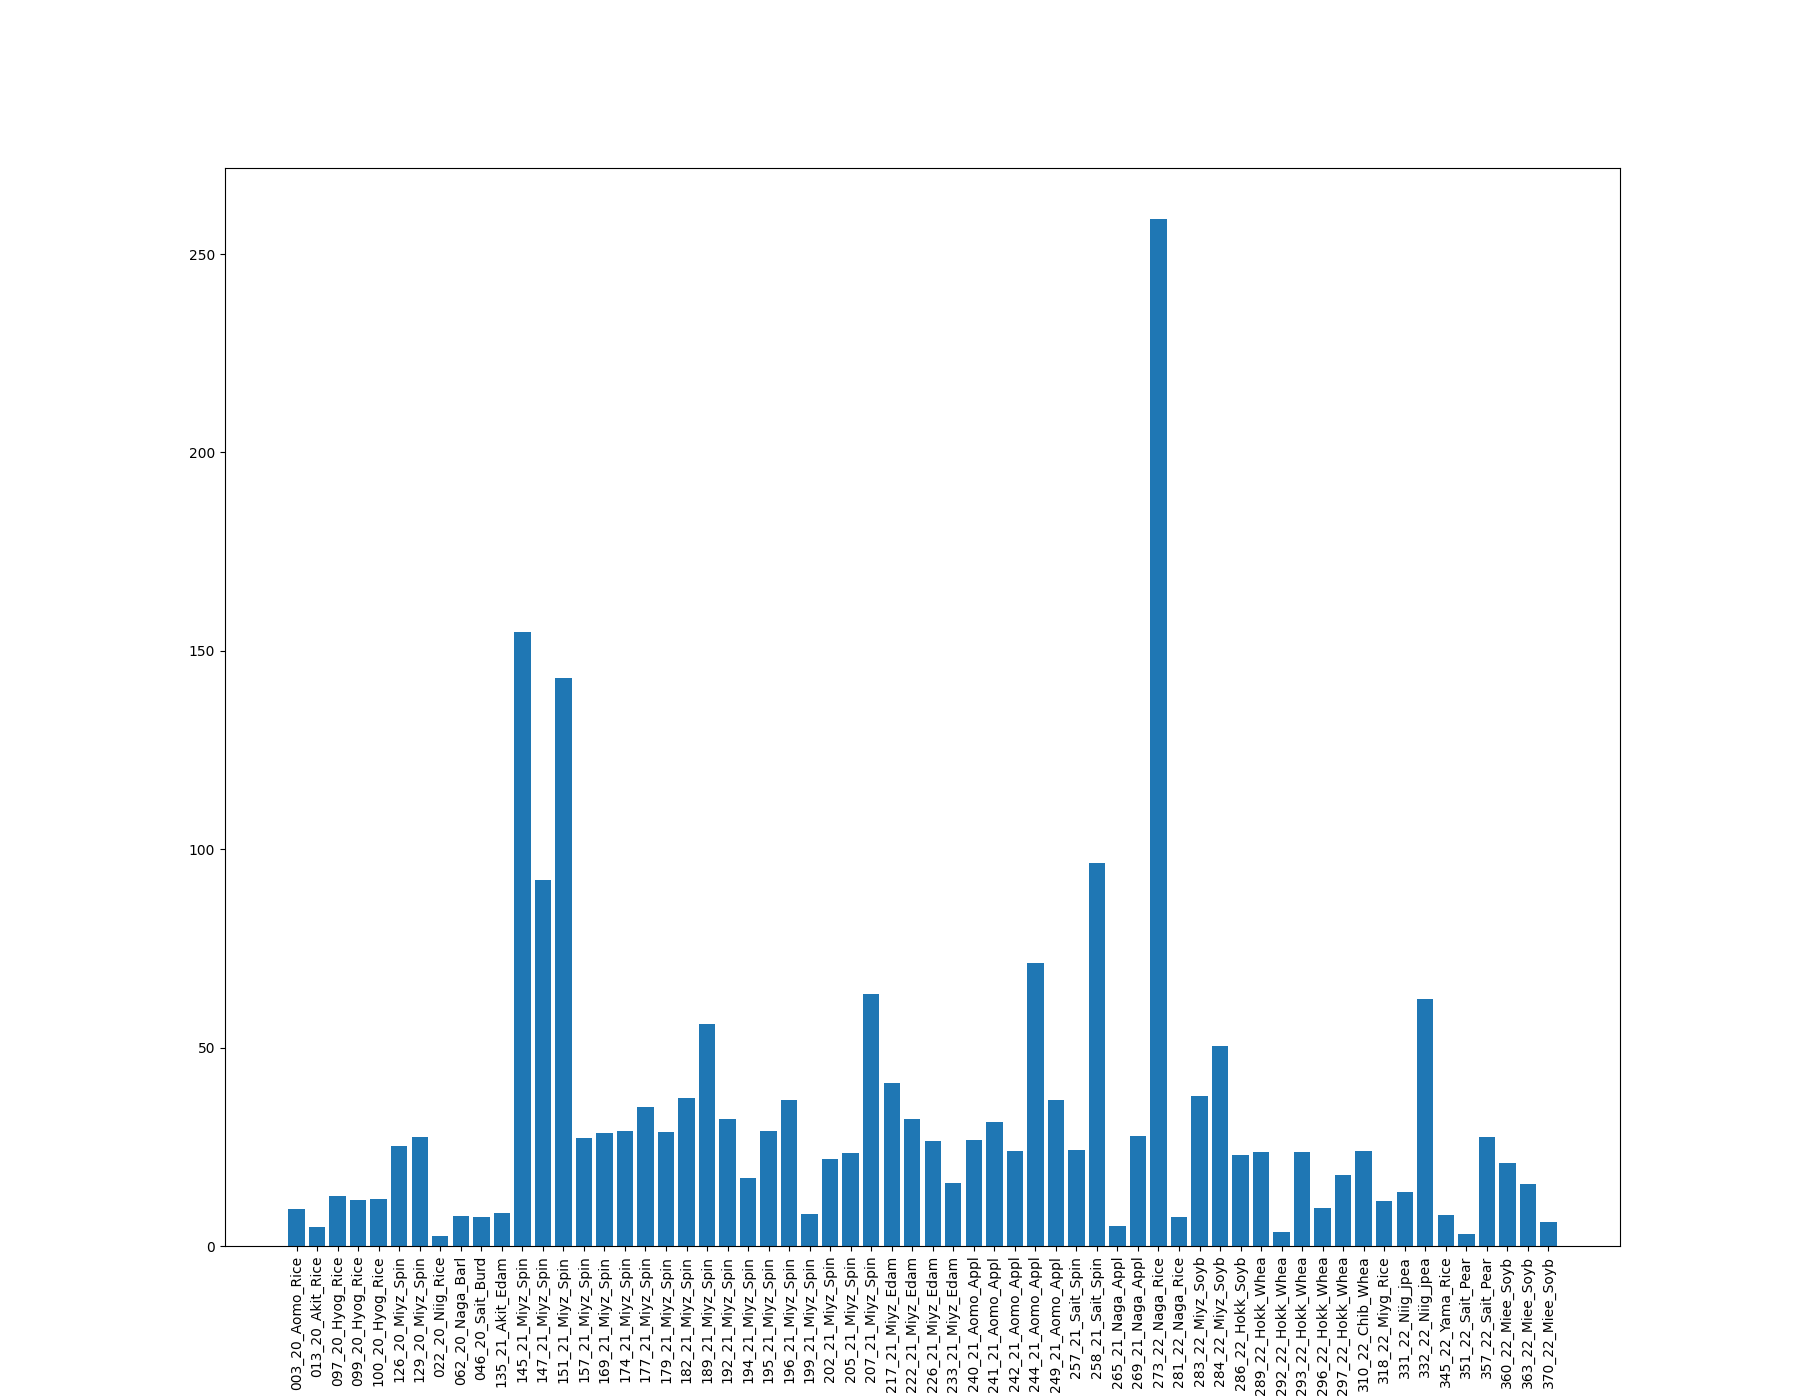 250
200
150
100
50
0
003_20_Aomo_Rice
013_20_Akit_Rice
097_20_Hyog_Rice
099_20_Hyog_Rice
100_20_Hyog_Rice
126_20_Miyz_Spin
129_20_Miyz_Spin
022_20_Niig_Rice
062_20_Naga_Barl
046_20_Sait_Burd
135_21_Akit_Edam
145_21_Miyz_Spin
147_21_Miyz_Spin
151_21_Miyz_Spin
157_21_Miyz_Spin
169_21_Miyz_Spin
174_21_Miyz_Spin
177_21_Miyz_Spin
179_21_Miyz_Spin
182_21_Miyz_Spin
189_21_Miyz_Spin
192_21_Miyz_Spin
194_21_Miyz_Spin
195_21_Miyz_Spin
196_21_Miyz_Spin
199_21_Miyz_Spin
202_21_Miyz_Spin
205_21_Miyz_Spin
207_21_Miyz_Spin
217_21_Miyz_Edam
222_21_Miyz_Edam
226_21_Miyz_Edam
233_21_Miyz_Edam
240_21_Aomo_Appl
241_21_Aomo_Appl
242_21_Aomo_Appl
244_21_Aomo_Appl
249_21_Aomo_Appl
257_21_Sait_Spin
258_21_Sait_Spin
265_21_Naga_Appl
269_21_Naga_Appl
273_22_Naga_Rice
281_22_Naga_Rice
283_22_Miyz_Soyb
284_22_Miyz_Soyb
286_22_Hokk_Soyb
289_22_Hokk_Whea
292_22_Hokk_Whea
293_22_Hokk_Whea
296_22_Hokk_Whea
297_22_Hokk_Whea
310_22_Chib_Whea
318_22_Miyg_Rice
331_22_Niig_jpea
332_22_Niig_jpea
345_22_Yama_Rice
351_22_Sait_Pear
357_22_Sait_Pear
360_22_Miee_Soyb
363_22_Miee_Soyb
370_22_Miee_Soyb